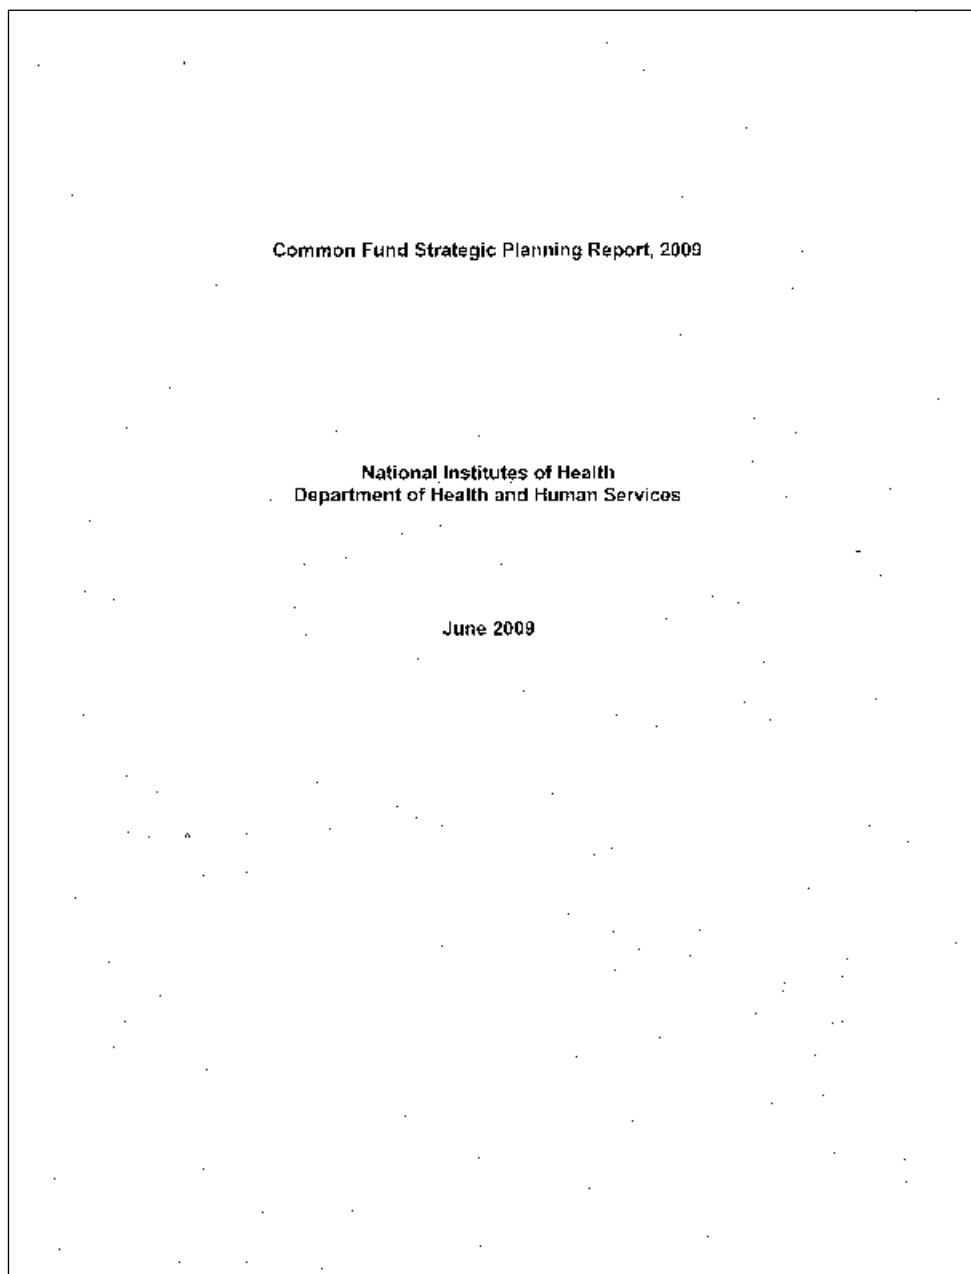 Common Fund Strategic Planning Report, 2009
National Institutes of Health
Department of Health and Human Services
June 2009